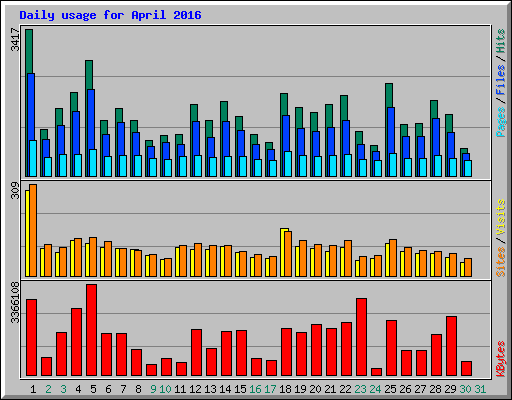 Daily usage for April 2016
3417
Pages / Files / Hits
309
Sites / Visits
3366108
KBytes
1 2 3 4 5 6 7 8 9 10 11 12 13 14 15 16 17 18 19 20 21 22 23 24 25 26 27 28 29 30 31